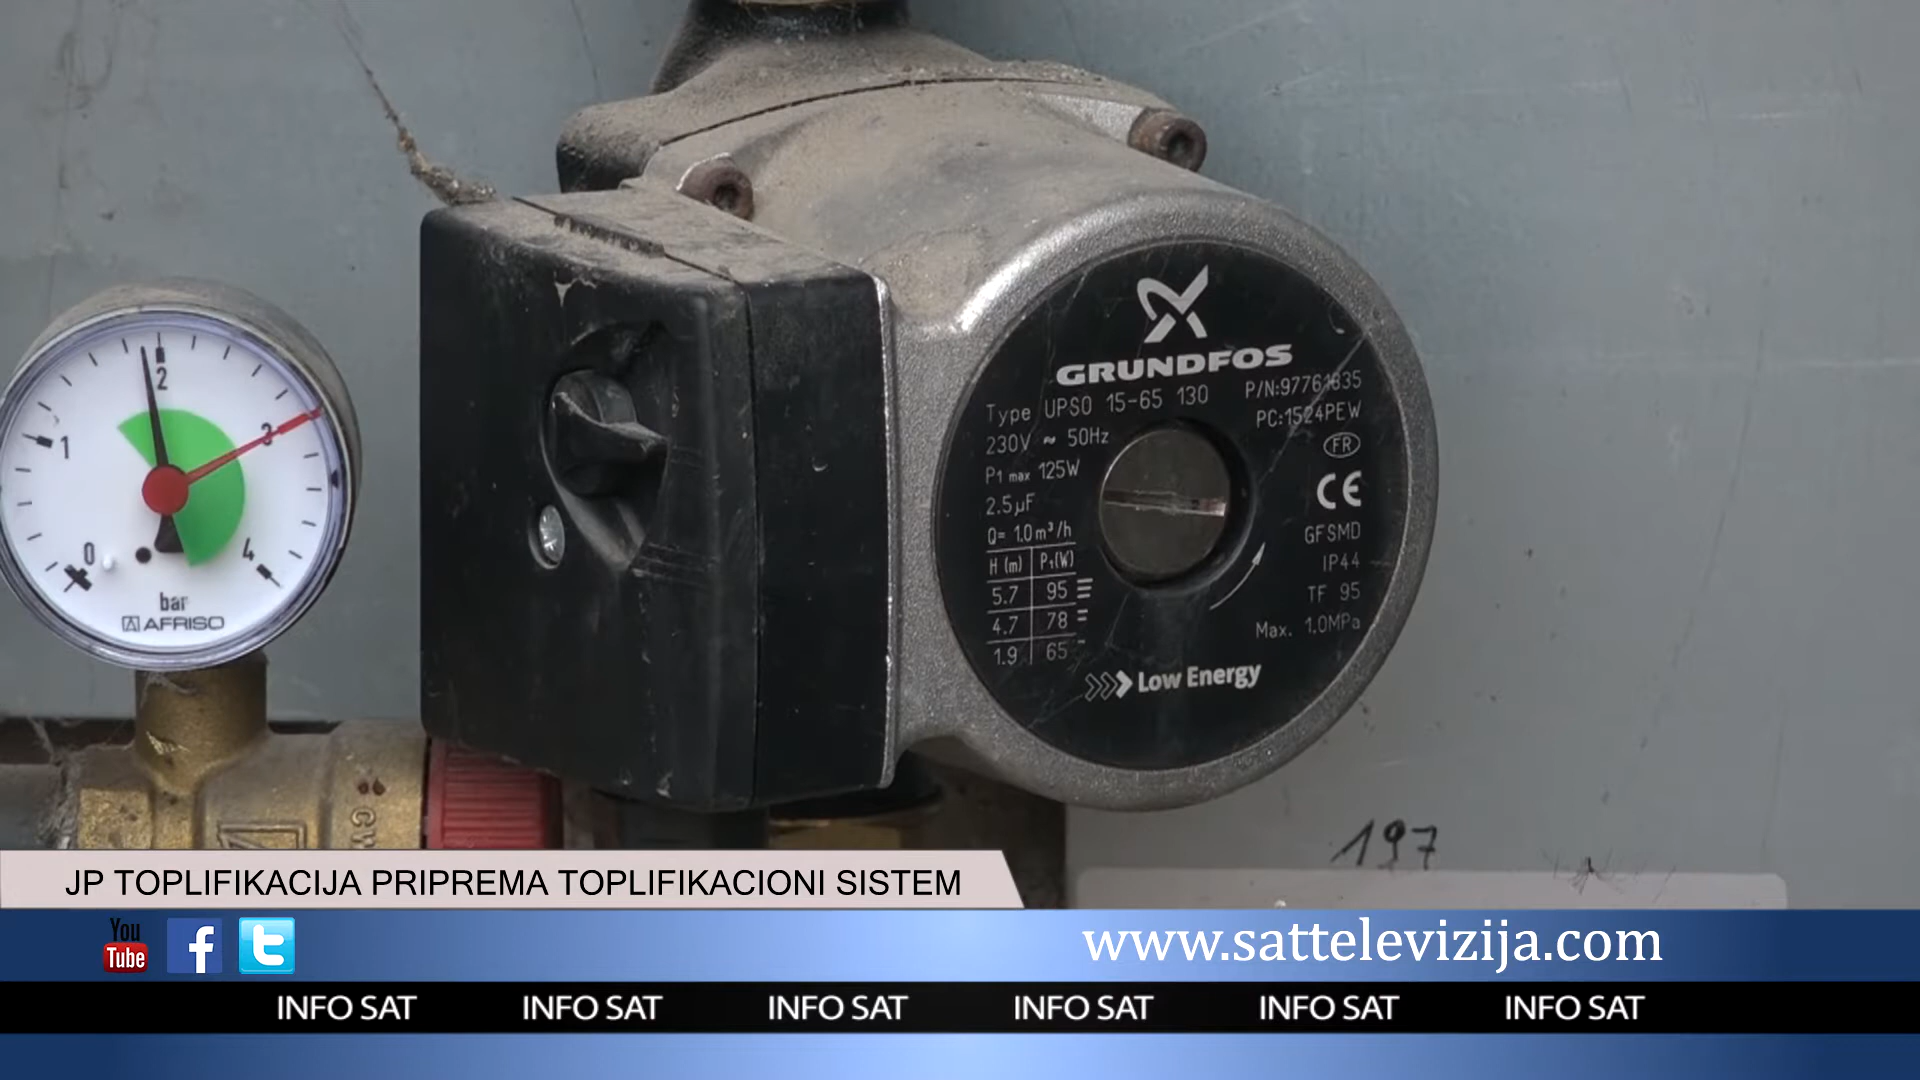 GRUNDFOS
Type UPSO 15-65 130 P/N:97761835
230V ~ 50Hz PC:1524PEW
P1 max 125W FR
2.5µF CE
Q= 1.0m³/h GFSMD
H (m) P₁(W) IP44
5.7 95 TF 95
4.7 78 Max. 1.0MPa
1.9 65
Low Energy
0 1 2 3 4
bar
AFRISO
197
JP TOPLIFIKACIJA PRIPREMA TOPLIFIKACIONI SISTEM
You Tube f t www.sattelevizija.com
INFO SAT INFO SAT INFO SAT INFO SAT INFO SAT INFO SAT